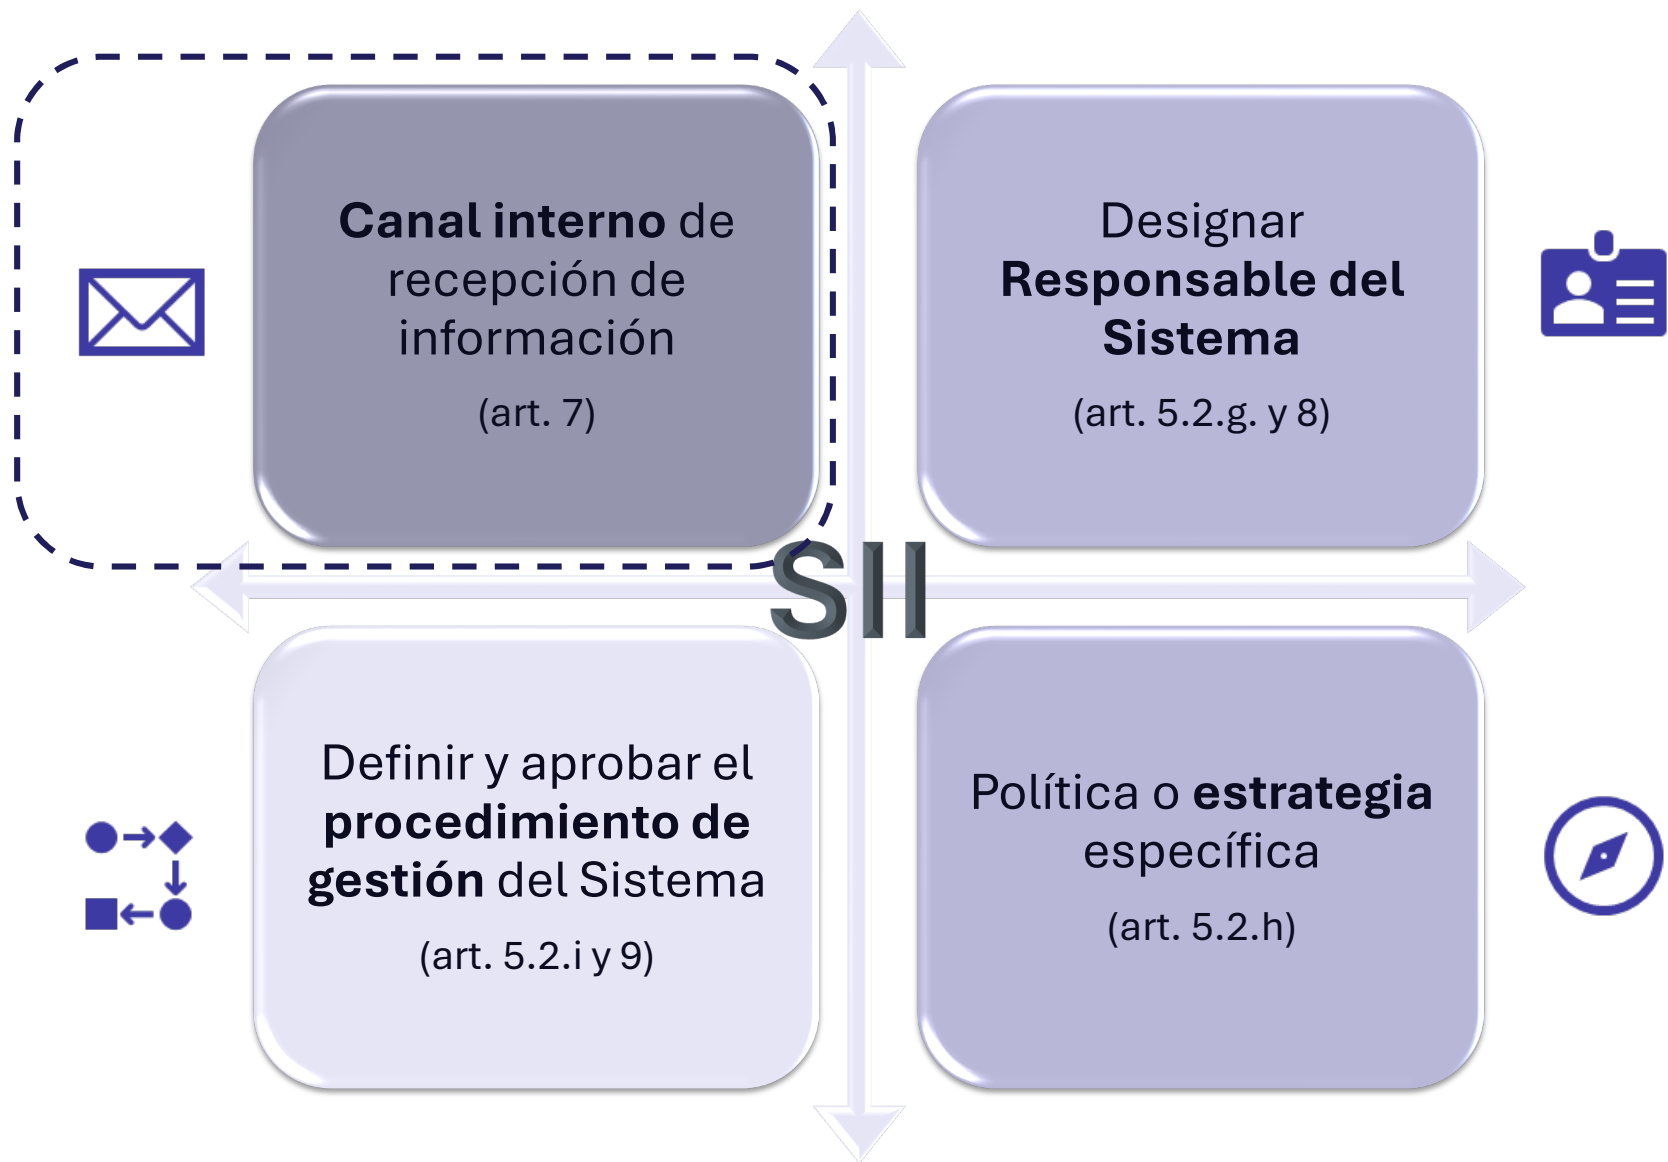 Canal interno de
recepción de
información
(art. 7)
Designar
Responsable del
Sistema
(art. 5.2.g. y 8)
SII
Definir y aprobar el
procedimiento de
gestión del Sistema
(art. 5.2.i y 9)
Política o estrategia
específica
(art. 5.2.h)